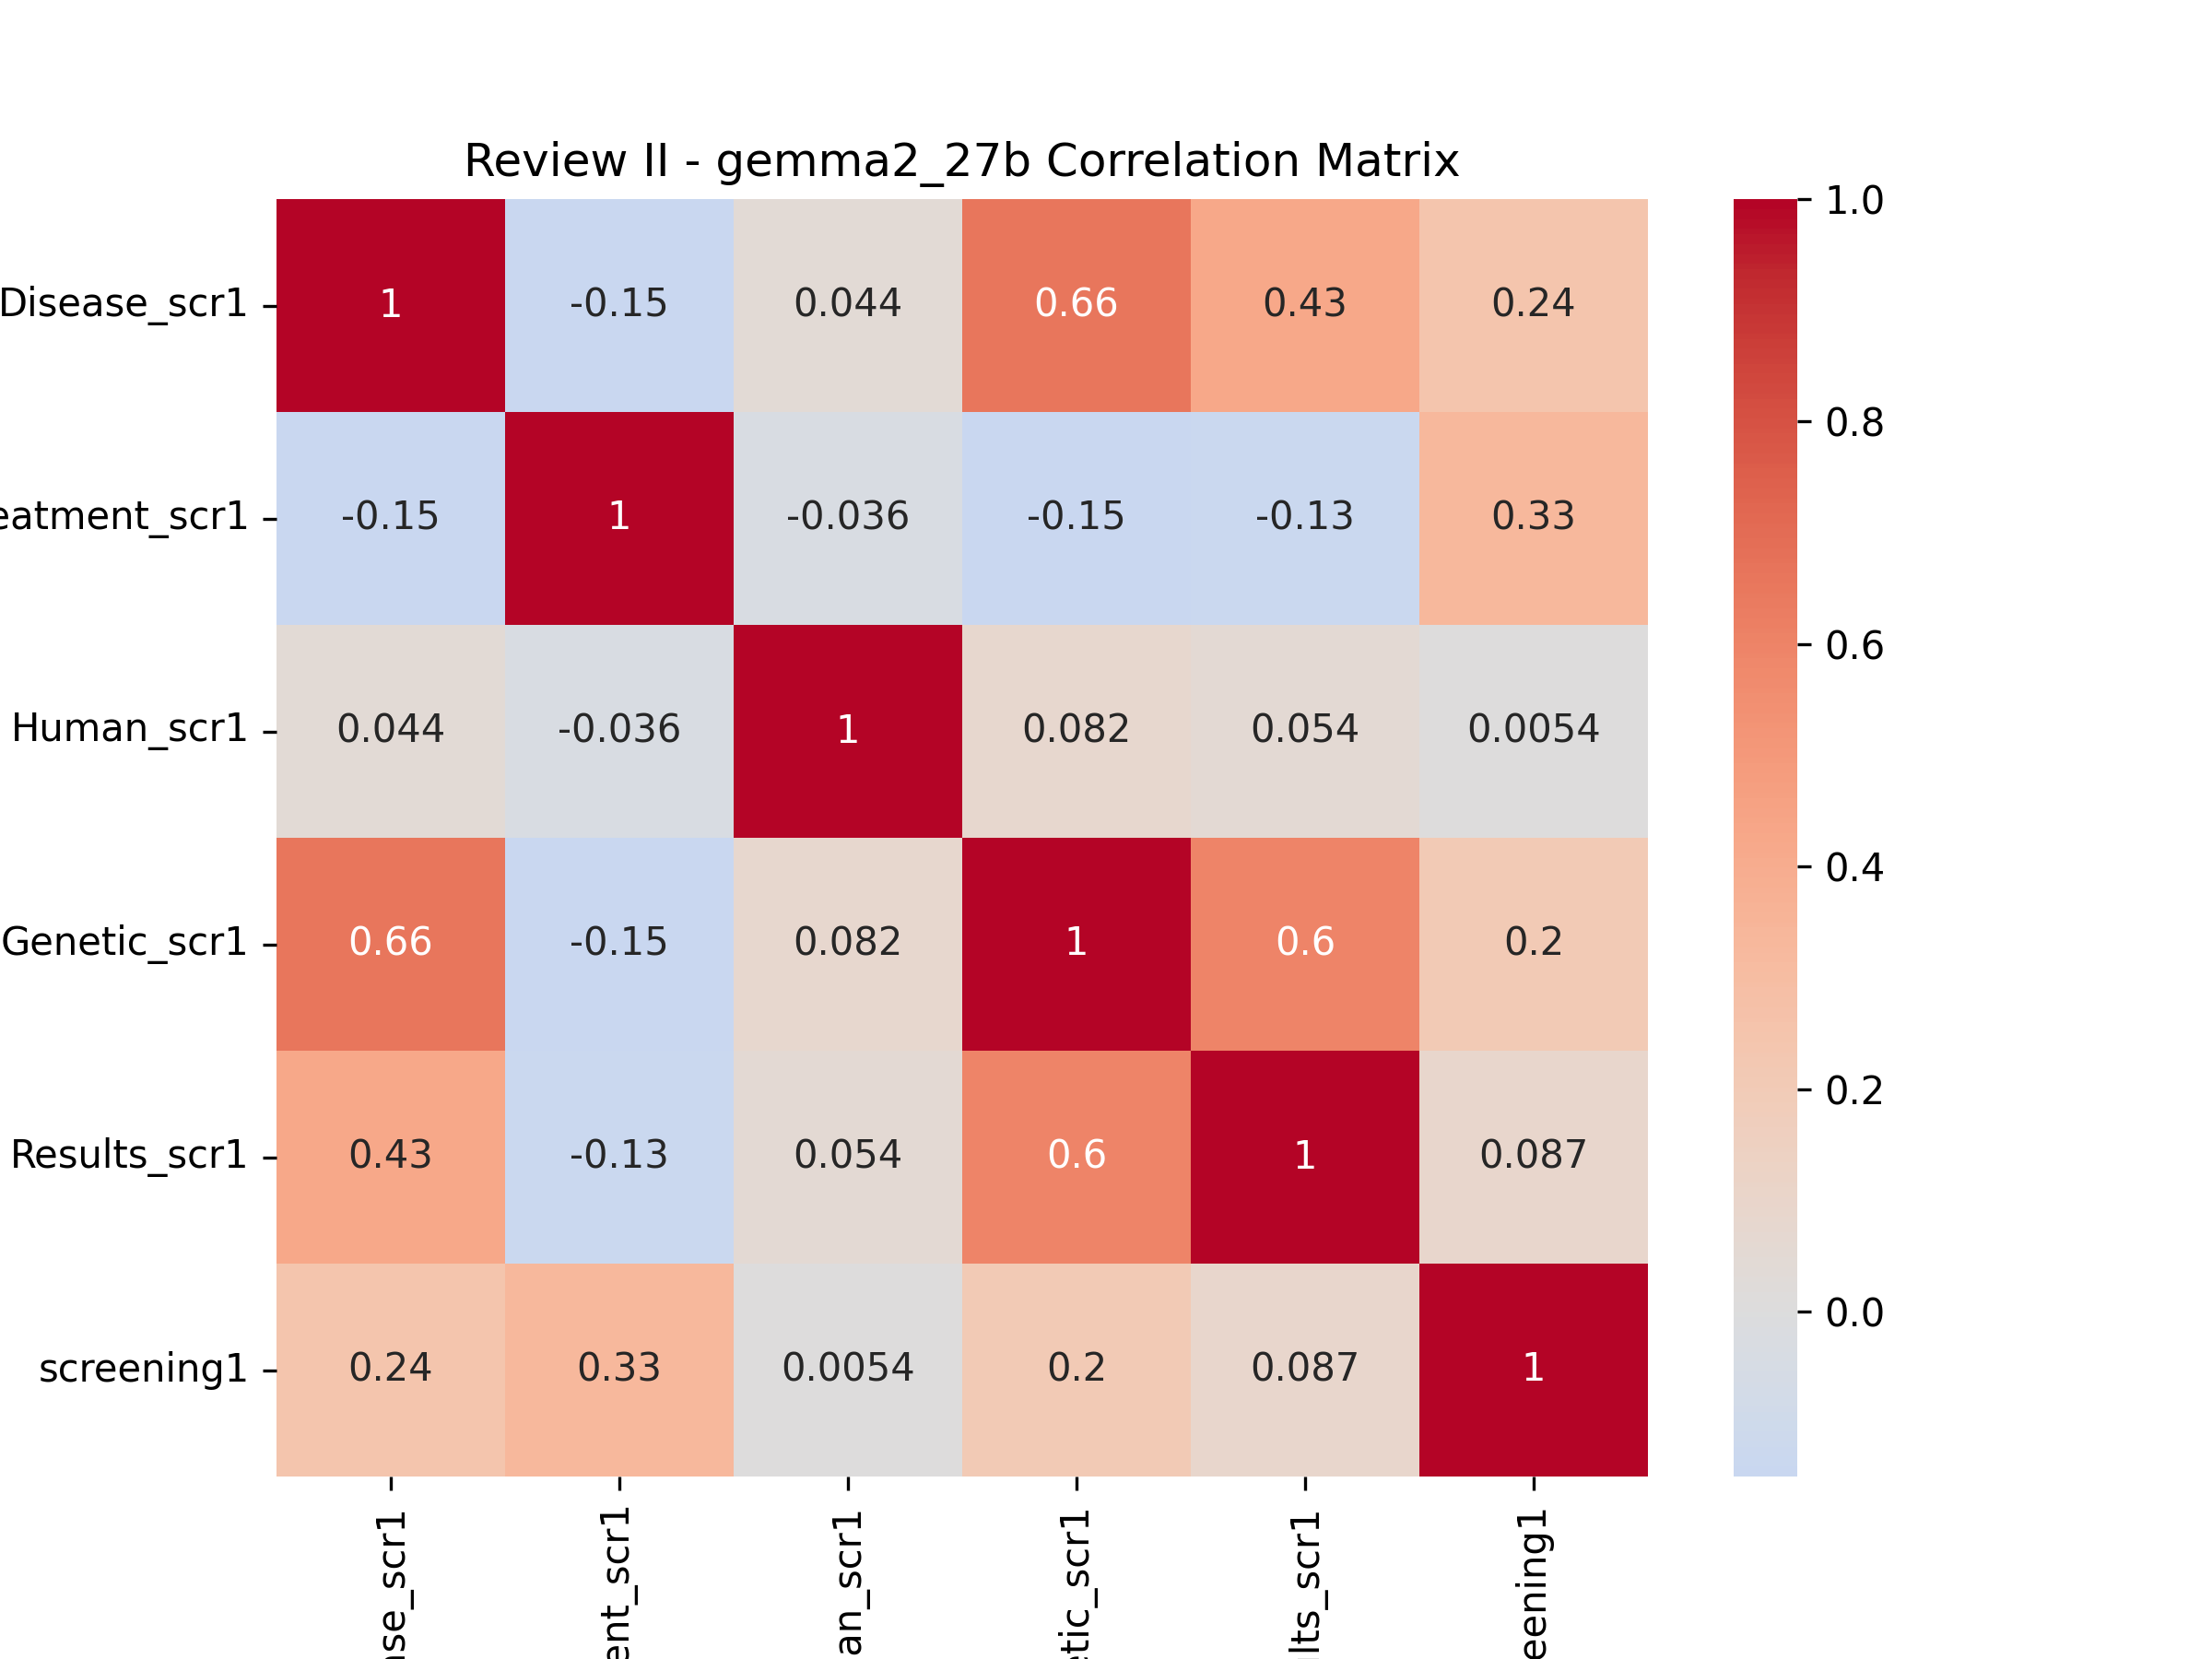 Review II - gemma2_27b Correlation Matrix
1.0
Disease_scr1 1 -0.15 0.044 0.66 0.43 0.24
0.8
eatment_scr1 -0.15 1 -0.036 -0.15 -0.13 0.33
0.6
Human_scr1 0.044 -0.036 1 0.082 0.054 0.0054
0.4
Genetic_scr1 0.66 -0.15 0.082 1 0.6 0.2
0.2
Results_scr1 0.43 -0.13 0.054 0.6 1 0.087
0.0
screening1 0.24 0.33 0.0054 0.2 0.087 1
ase_scr1
ent_scr1
an_scr1
etic_scr1
lts_scr1
eening1